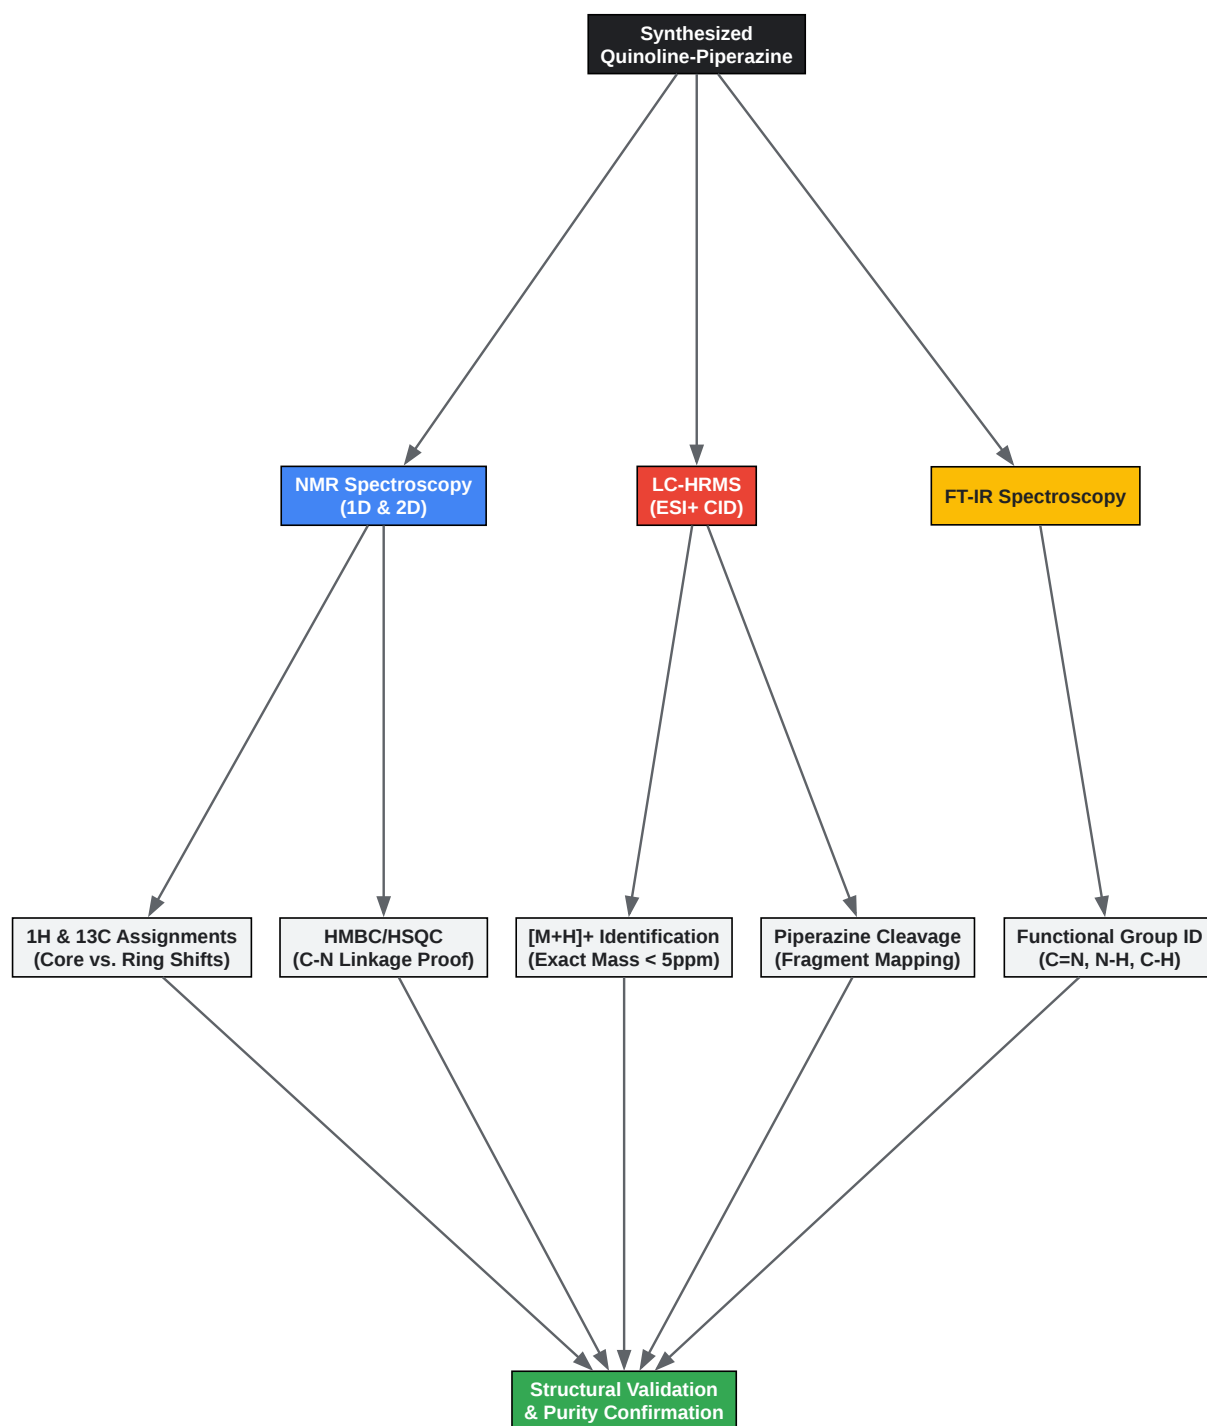 Synthesized
Quinoline-Piperazine
NMR Spectroscopy
(1D & 2D)
LC-HRMS
(ESI+ CID)
FT-IR Spectroscopy
1H & 13C Assignments
(Core vs. Ring Shifts)
HMBC/HSQC
(C-N Linkage Proof)
[M+H]+ Identification
(Exact Mass < 5ppm)
Piperazine Cleavage
(Fragment Mapping)
Functional Group ID
(C=N, N-H, C-H)
Structural Validation
& Purity Confirmation